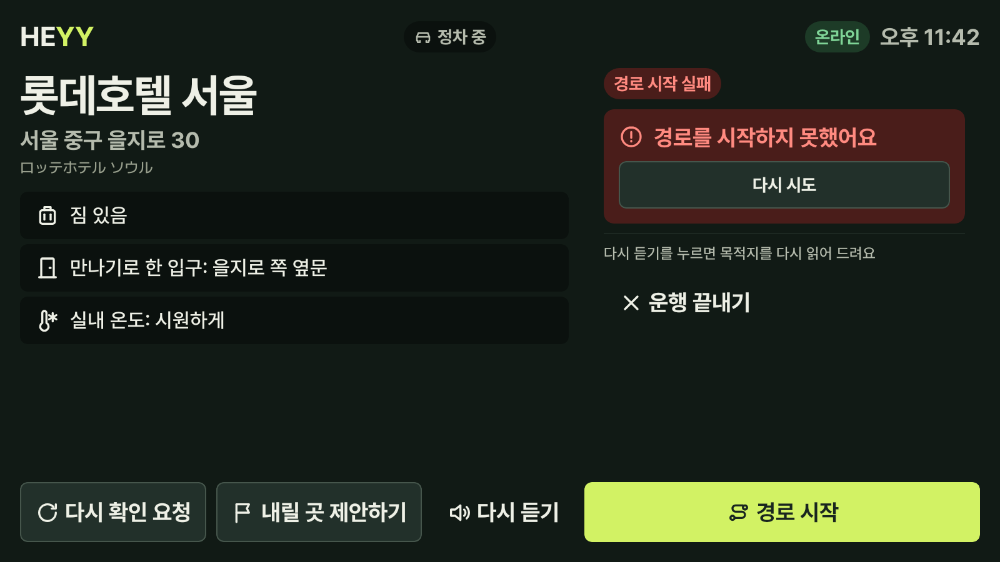 HEYY
정차 중
온라인
오후 11:42
롯데호텔 서울
서울 중구 을지로 30
ロッテホテル ソウル
짐 있음
만나기로 한 입구: 을지로 쪽 옆문
실내 온도: 시원하게
경로 시작 실패
경로를 시작하지 못했어요
다시 시도
다시 듣기를 누르면 목적지를 다시 읽어 드려요
운행 끝내기
다시 확인 요청
내릴 곳 제안하기
다시 듣기
경로 시작